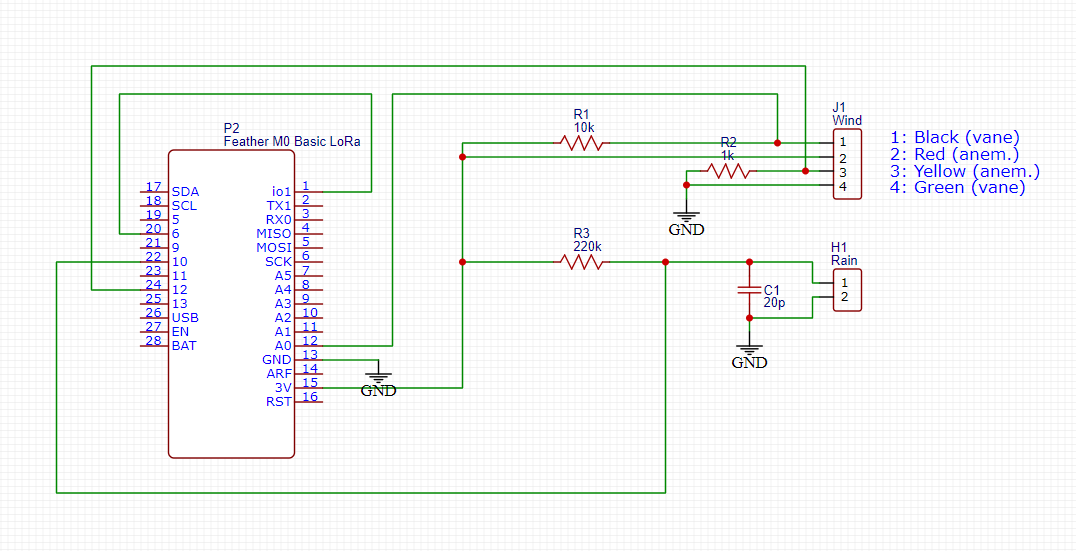 P2
Feather M0 Basic LoRa
17 SDA
18 SCL
19 5
20 6
21 9
22 10
23 11
24 12
25 13
26 USB
27 EN
28 BAT
io1 1
TX1 2
RX0 3
MISO 4
MOSI 5
SCK 6
A5 7
A4 8
A3 9
A2 10
A1 11
A0 12
GND 13
ARF 14
3V 15
RST 16
GND
R1
10k
R2
1k
GND
J1
Wind
1
2
3
4
1: Black (vane)
2: Red (anem.)
3: Yellow (anem.)
4: Green (vane)
R3
220k
C1
20p
GND
H1
Rain
1
2